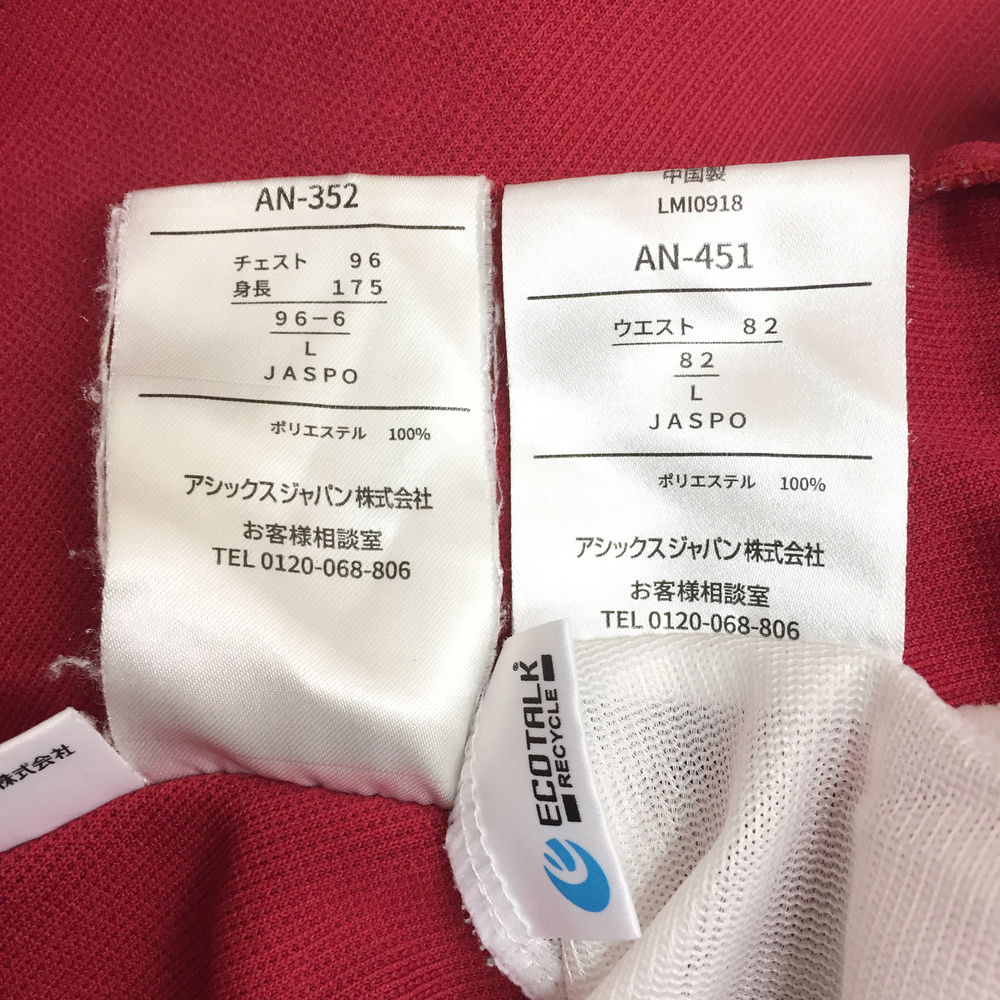 AN-352
チェスト 96
身長 175
96-6
L
JASPO
ポリエステル 100%
アシックスジャパン株式会社
お客様相談室
TEL 0120-068-806
中国製
LMI0918
AN-451
ウエスト 82
82
L
JASPO
ポリエステル 100%
アシックスジャパン株式会社
お客様相談室
TEL 0120-068-806
ECOTALK®
RECYCLE
株式会社